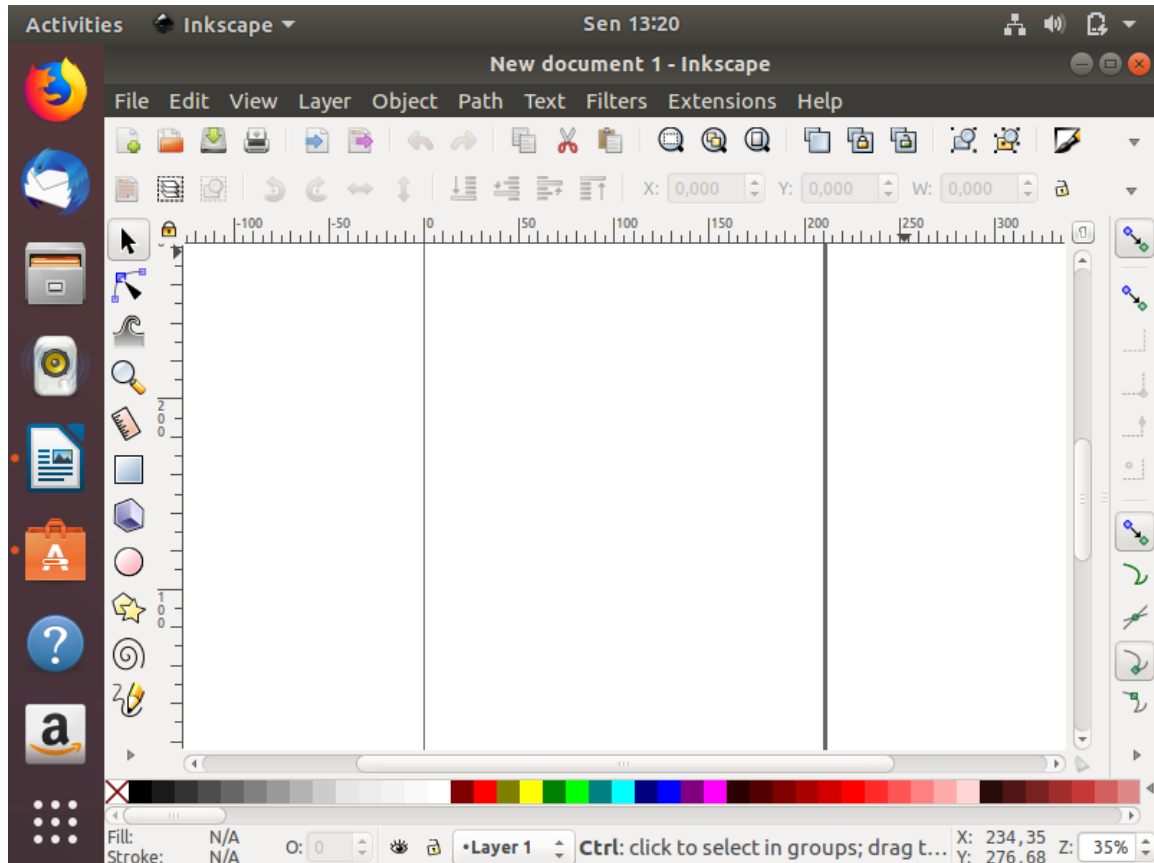 Activities Inkscape Sen 13:20
New document 1 - Inkscape
File Edit View Layer Object Path Text Filters Extensions Help
X: 0,000 Y: 0,000 W: 0,000
-100 -50 0 50 100 150 200 250 300
200
100
Fill: N/A O: 0 •Layer 1 Ctrl: click to select in groups; drag t... X: 234,35 Z: 35%
Stroke: N/A Y: 276,68